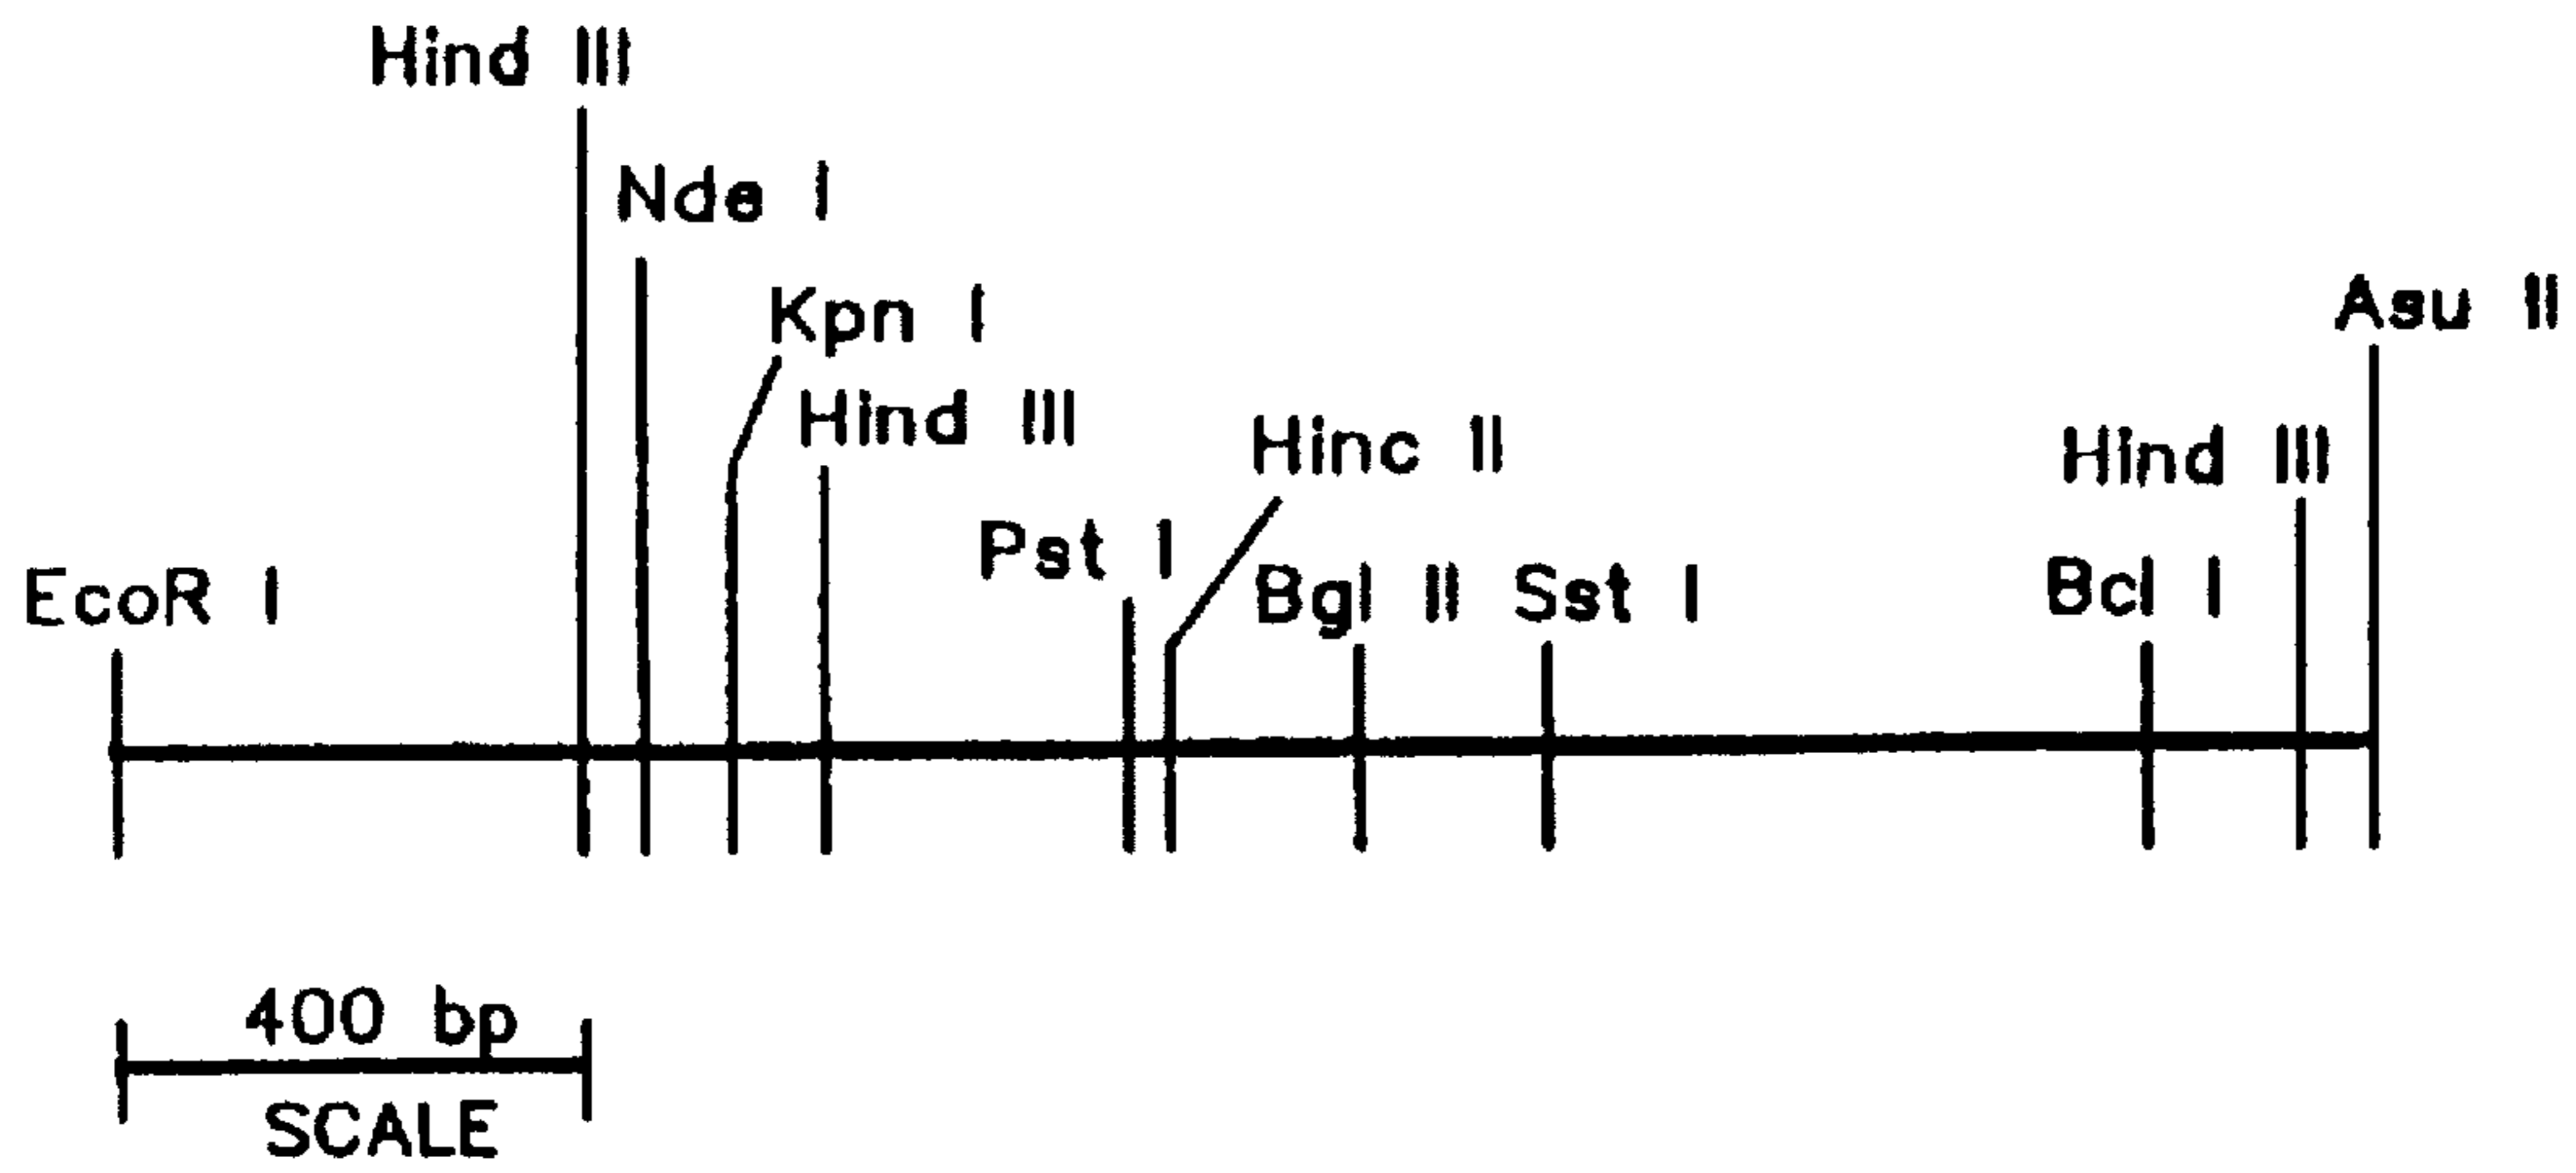 Hind III
Nde I
Kpn I
Asu II
Hind III
Hinc II
Hind III
Pst I
EcoR I
Bgl II
Sst I
Bcl I
400 bp
SCALE